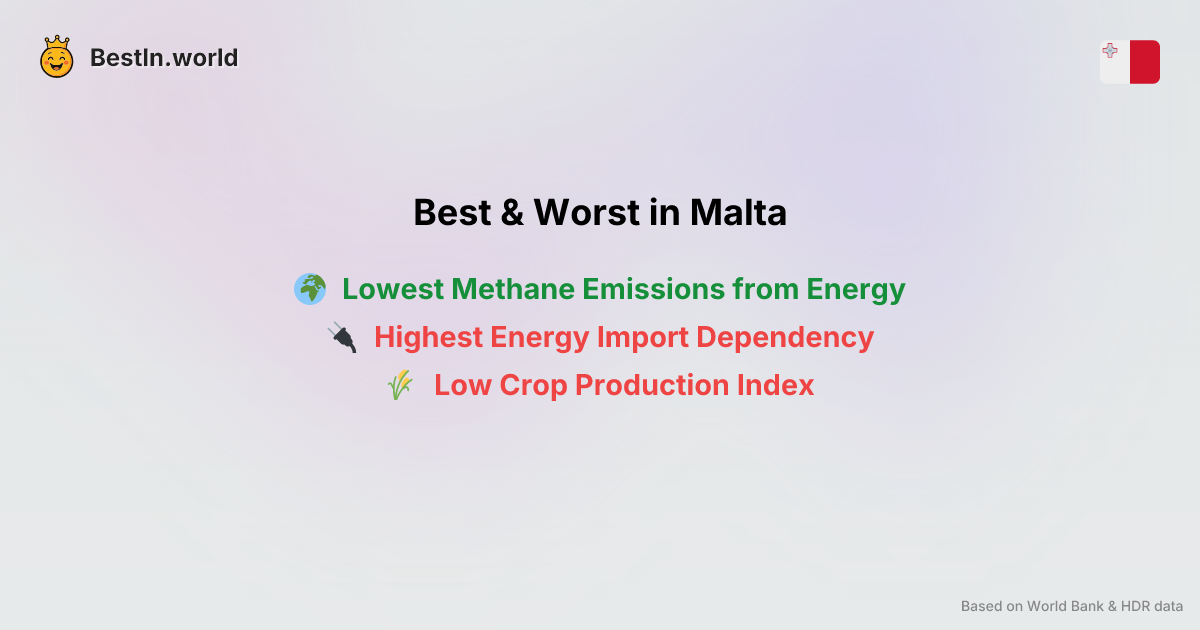 BestIn.world
Best & Worst in Malta
Lowest Methane Emissions from Energy
Highest Energy Import Dependency
Low Crop Production Index
Based on World Bank & HDR data